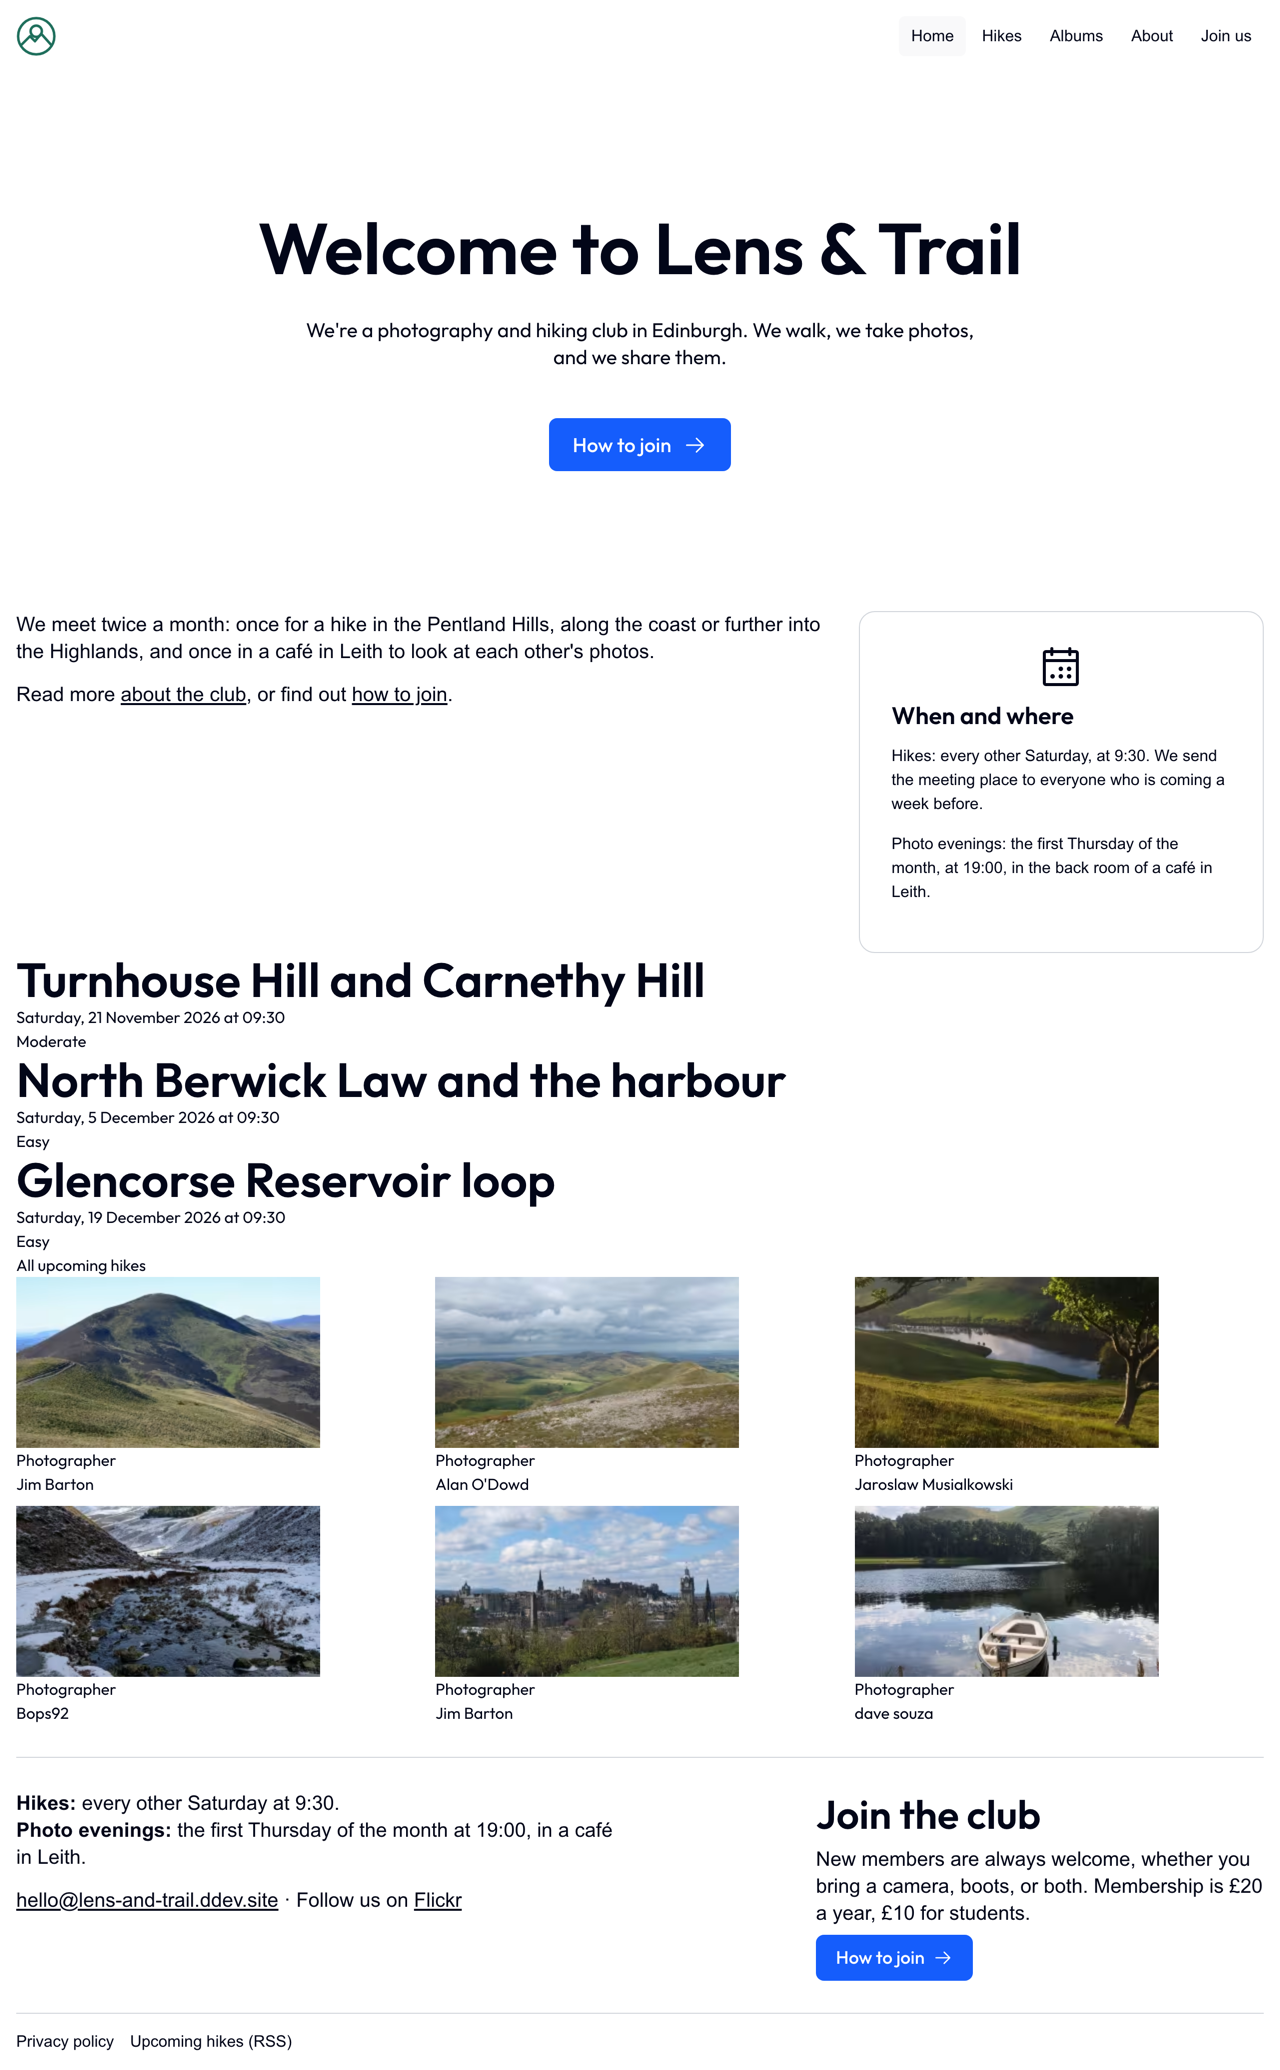 Home Hikes Albums About Join us
Welcome to Lens & Trail
We're a photography and hiking club in Edinburgh. We walk, we take photos,
and we share them.
How to join
We meet twice a month: once for a hike in the Pentland Hills, along the coast or further into
the Highlands, and once in a café in Leith to look at each other's photos.
Read more about the club, or find out how to join.
When and where
Hikes: every other Saturday, at 9:30. We send
the meeting place to everyone who is coming a
week before.
Photo evenings: the first Thursday of the
month, at 19:00, in the back room of a café in
Leith.
Turnhouse Hill and Carnethy Hill
Saturday, 21 November 2026 at 09:30
Moderate
North Berwick Law and the harbour
Saturday, 5 December 2026 at 09:30
Easy
Glencorse Reservoir loop
Saturday, 19 December 2026 at 09:30
Easy
All upcoming hikes
Photographer
Jim Barton
Photographer
Alan O'Dowd
Photographer
Jaroslaw Musialkowski
Photographer
Bops92
Photographer
Jim Barton
Photographer
dave souza
Hikes: every other Saturday at 9:30.
Photo evenings: the first Thursday of the month at 19:00, in a café
in Leith.
hello@lens-and-trail.ddev.site · Follow us on Flickr
Join the club
New members are always welcome, whether you
bring a camera, boots, or both. Membership is £20
a year, £10 for students.
How to join
Privacy policy Upcoming hikes (RSS)